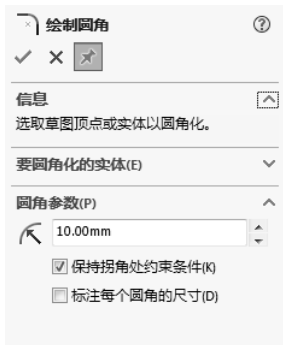 绘制圆角
信息
选取草图顶点或实体以圆角化。
要圆角化的实体(E)
圆角参数(P)
10.00mm
保持拐角处约束条件(K)
标注每个圆角的尺寸(D)